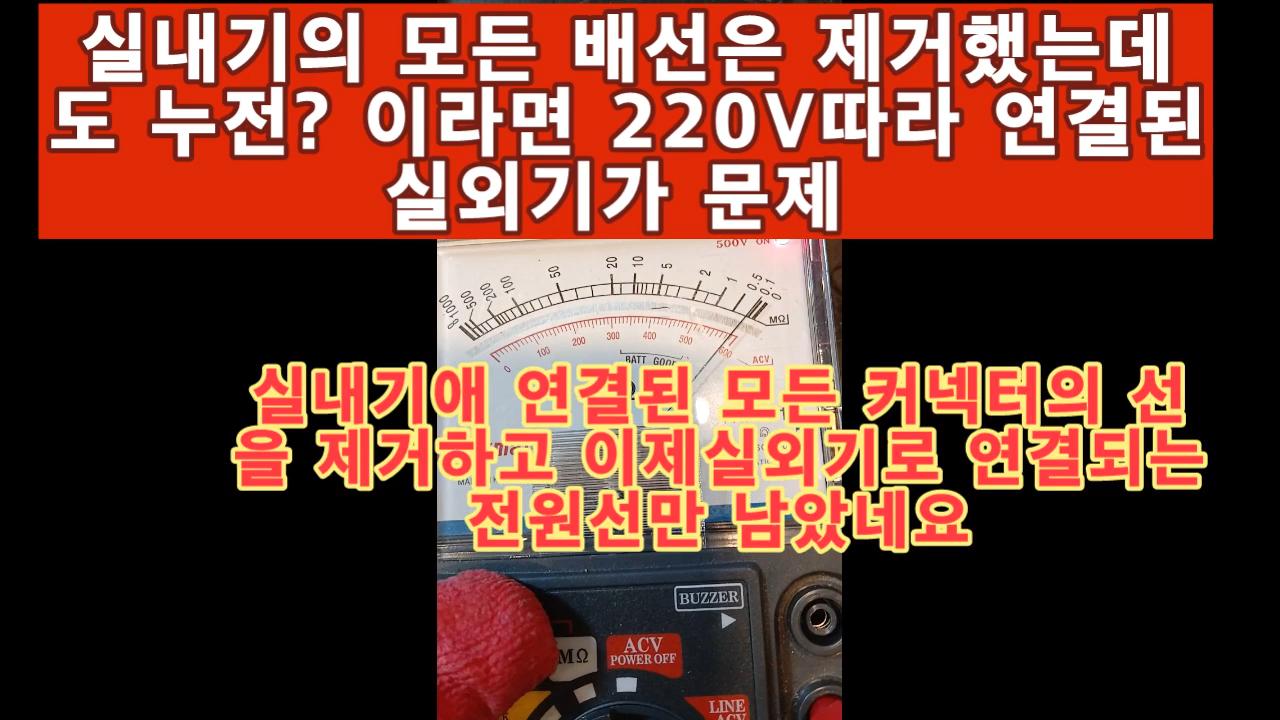 실내기의 모든 배선은 제거했는데
도 누전? 이라면 220V따라 연결된
실외기가 문제
500V ON
∞ 1000 500 200 100 50 20 10 5 2 1 0.5 0.1 0
MΩ
0 100 200 300 400 500 600
BATT GOOD
ACV
실내기애 연결된 모든 커넥터의 선
을 제거하고 이제실외기로 연결되는
전원선만 남았네요
BUZZER
MΩ
ACV
POWER OFF
LINE
ACV